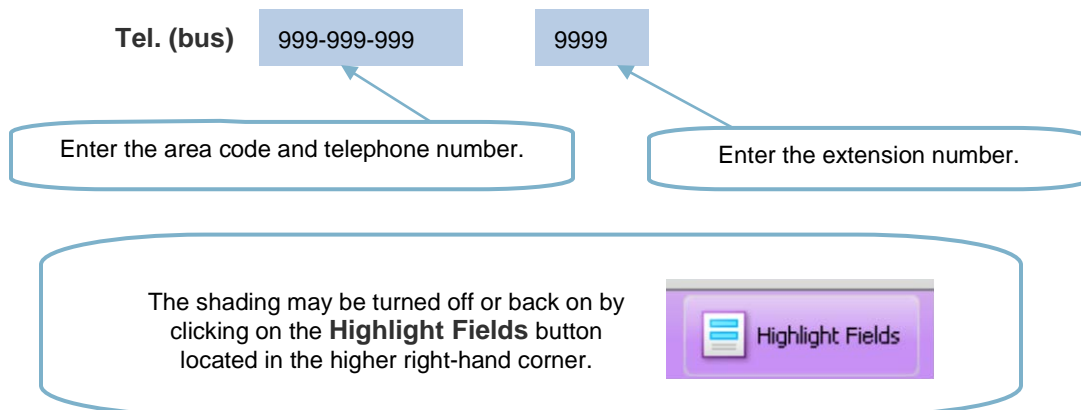 Tel. (bus) 999-999-999 9999
Enter the area code and telephone number.
Enter the extension number.
The shading may be turned off or back on by
clicking on the Highlight Fields button
located in the higher right-hand corner.
Highlight Fields